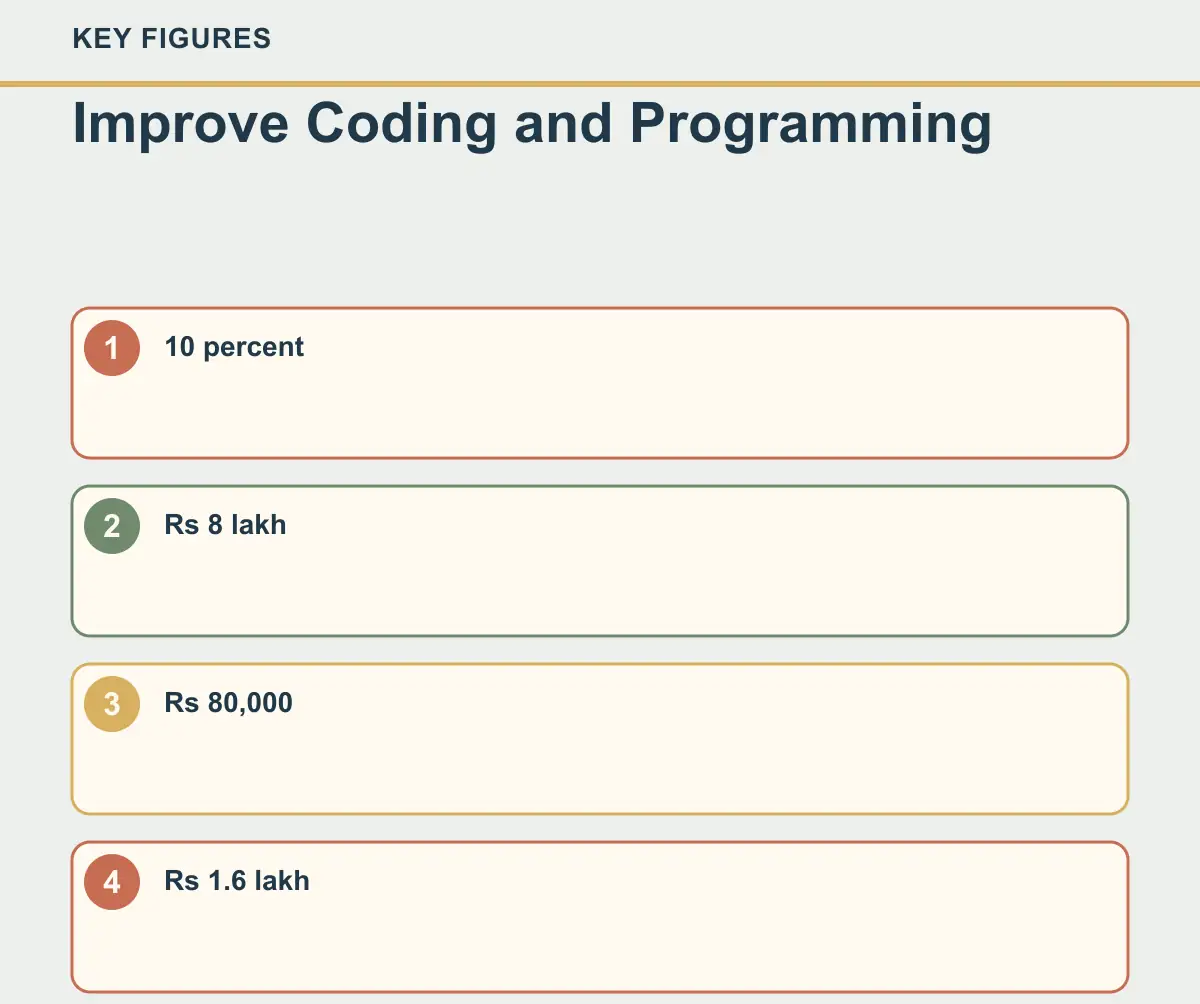 KEY FIGURES
Improve Coding and Programming
1 10 percent
2 Rs 8 lakh
3 Rs 80,000
4 Rs 1.6 lakh